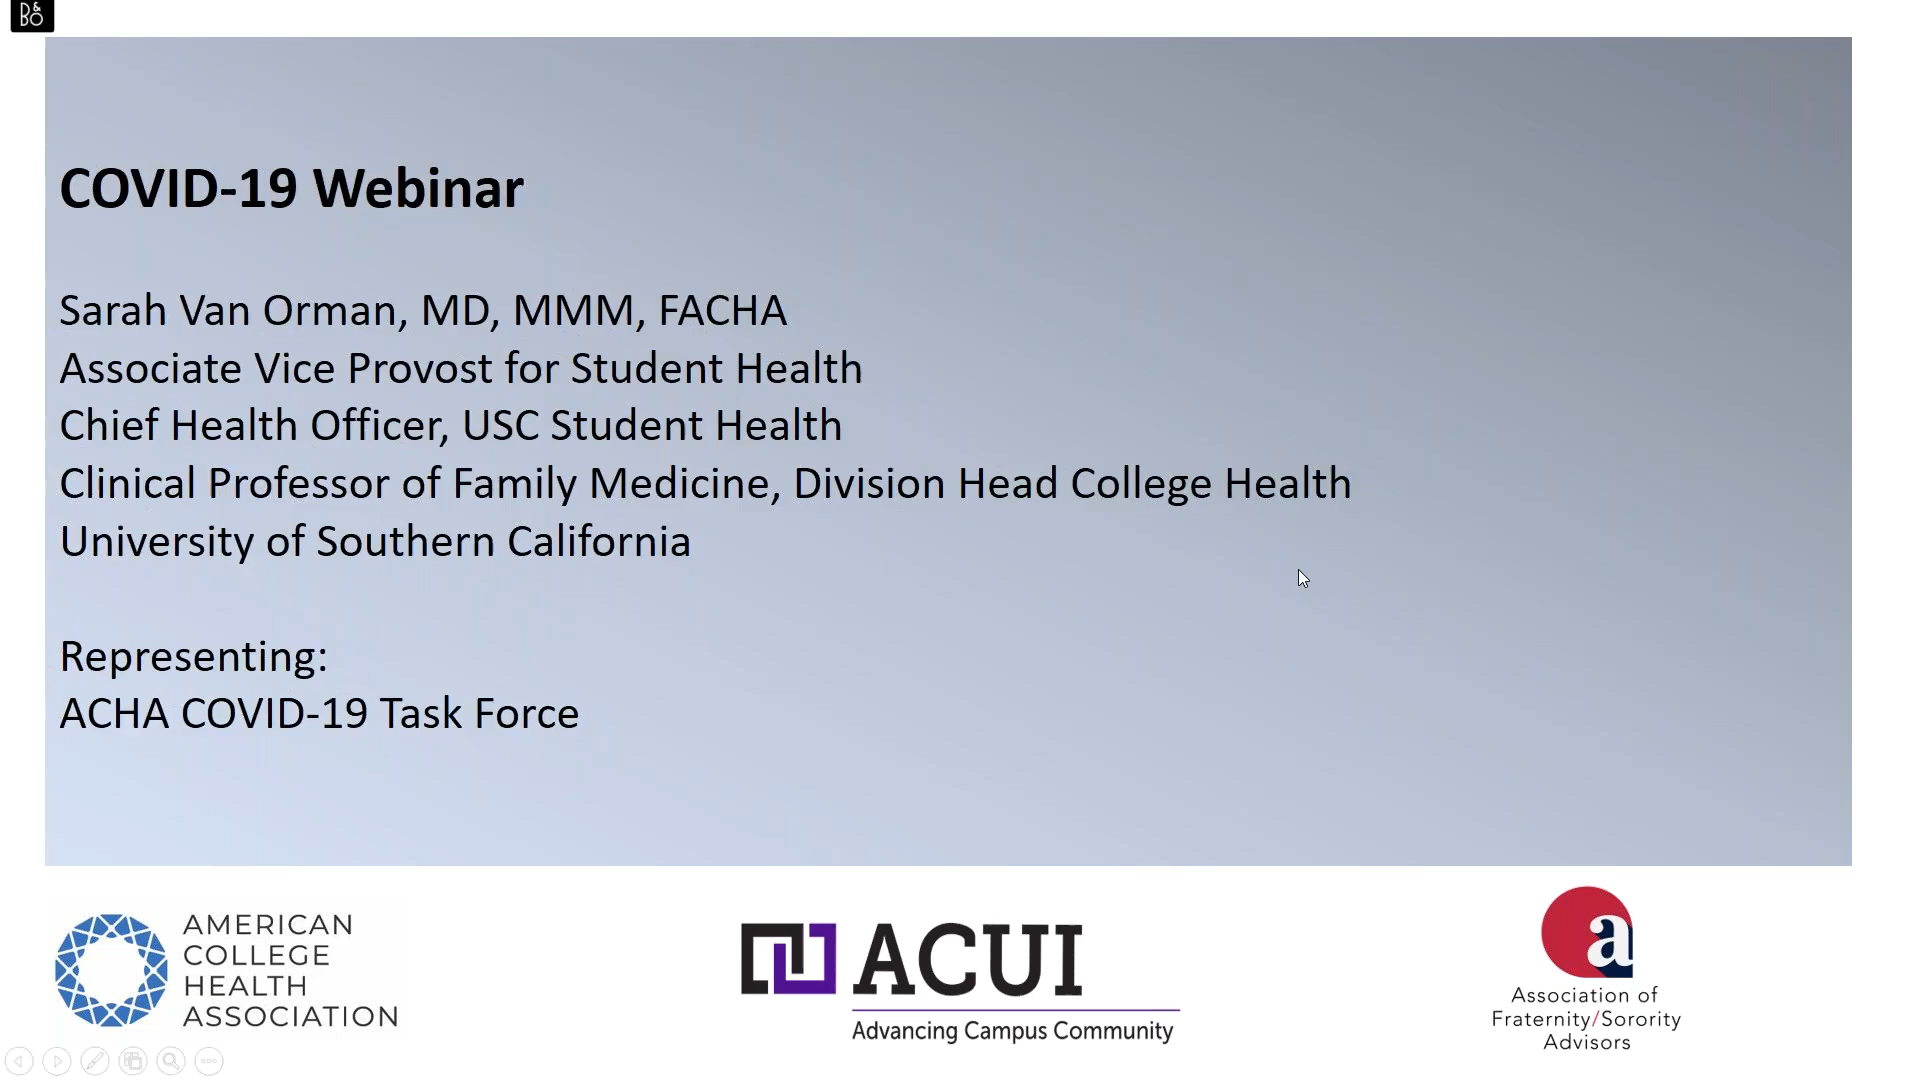 B&O
COVID-19 Webinar
Sarah Van Orman, MD, MMM, FACHA
Associate Vice Provost for Student Health
Chief Health Officer, USC Student Health
Clinical Professor of Family Medicine, Division Head College Health
University of Southern California
Representing:
ACHA COVID-19 Task Force
AMERICAN
COLLEGE
HEALTH
ASSOCIATION
ACUI
Advancing Campus Community
a
Association of
Fraternity/Sorority
Advisors